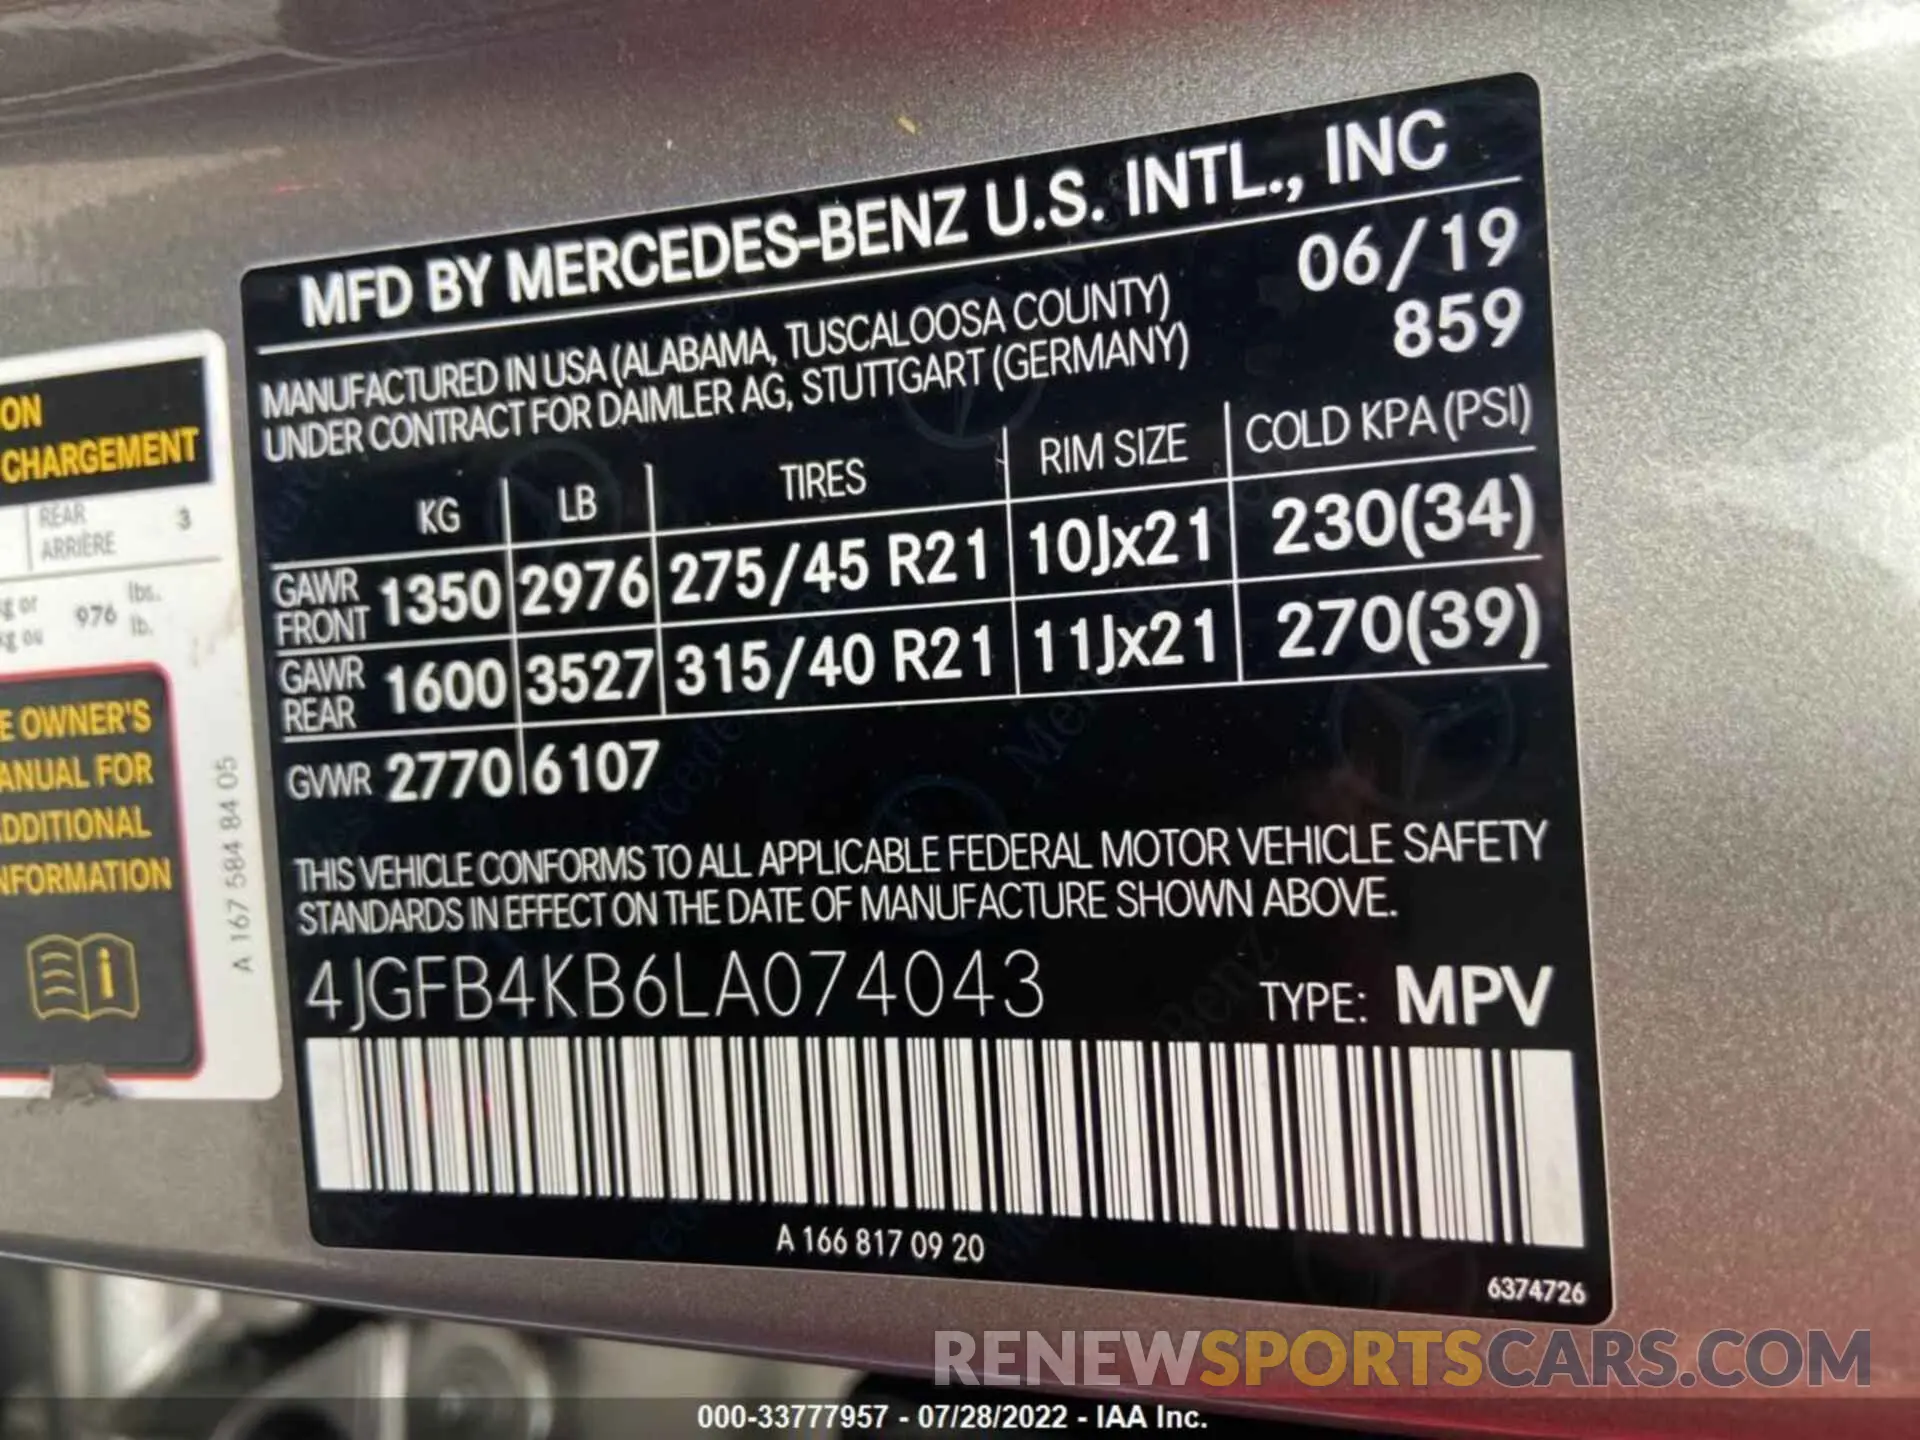 MFD BY MERCEDES-BENZ U.S. INTL., INC
06/19
859
MANUFACTURED IN USA (ALABAMA, TUSCALOOSA COUNTY)
UNDER CONTRACT FOR DAIMLER AG, STUTTGART (GERMANY)
KG LB TIRES RIM SIZE COLD KPA (PSI)
GAWR FRONT 1350 2976 275/45 R21 10Jx21 230(34)
GAWR REAR 1600 3527 315/40 R21 11Jx21 270(39)
GVWR 2770 6107
THIS VEHICLE CONFORMS TO ALL APPLICABLE FEDERAL MOTOR VEHICLE SAFETY
STANDARDS IN EFFECT ON THE DATE OF MANUFACTURE SHOWN ABOVE.
4JGFB4KB6LA074043 TYPE: MPV
A 166 817 09 20
6374726
ON
CHARGEMENT
REAR 3
ARRIÈRE
kg or 976 lbs.
kg ou lb.
E OWNER'S
ANUAL FOR
DDITIONAL
NFORMATION
A 167 584 84 05
RENEWSPORTSCARS.COM
000-33777957 - 07/28/2022 - IAA Inc.